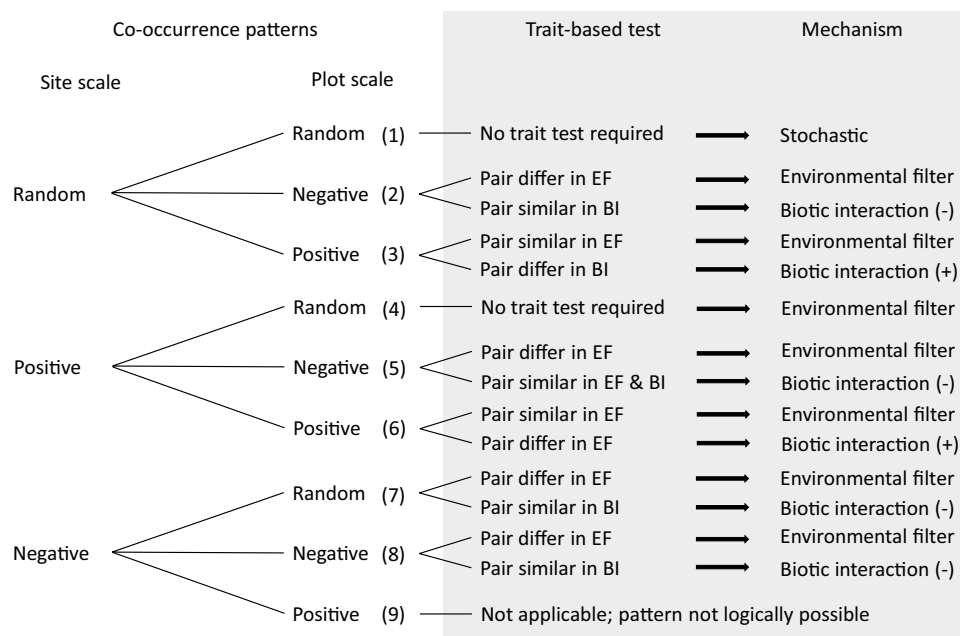 Co-occurrence patterns Trait-based test Mechanism
Site scale Plot scale
Random (1) No trait test required Stochastic
Pair differ in EF Environmental filter
Random Negative (2)
Pair similar in BI Biotic interaction (-)
Pair similar in EF Environmental filter
Positive (3)
Pair differ in BI Biotic interaction (+)
Random (4) No trait test required Environmental filter
Pair differ in EF Environmental filter
Positive Negative (5)
Pair similar in EF & BI Biotic interaction (-)
Pair similar in EF Environmental filter
Positive (6)
Pair differ in EF Biotic interaction (+)
Pair differ in EF Environmental filter
Random (7)
Pair similar in BI Biotic interaction (-)
Pair differ in EF Environmental filter
Negative Negative (8)
Pair similar in BI Biotic interaction (-)
Positive (9) Not applicable; pattern not logically possible